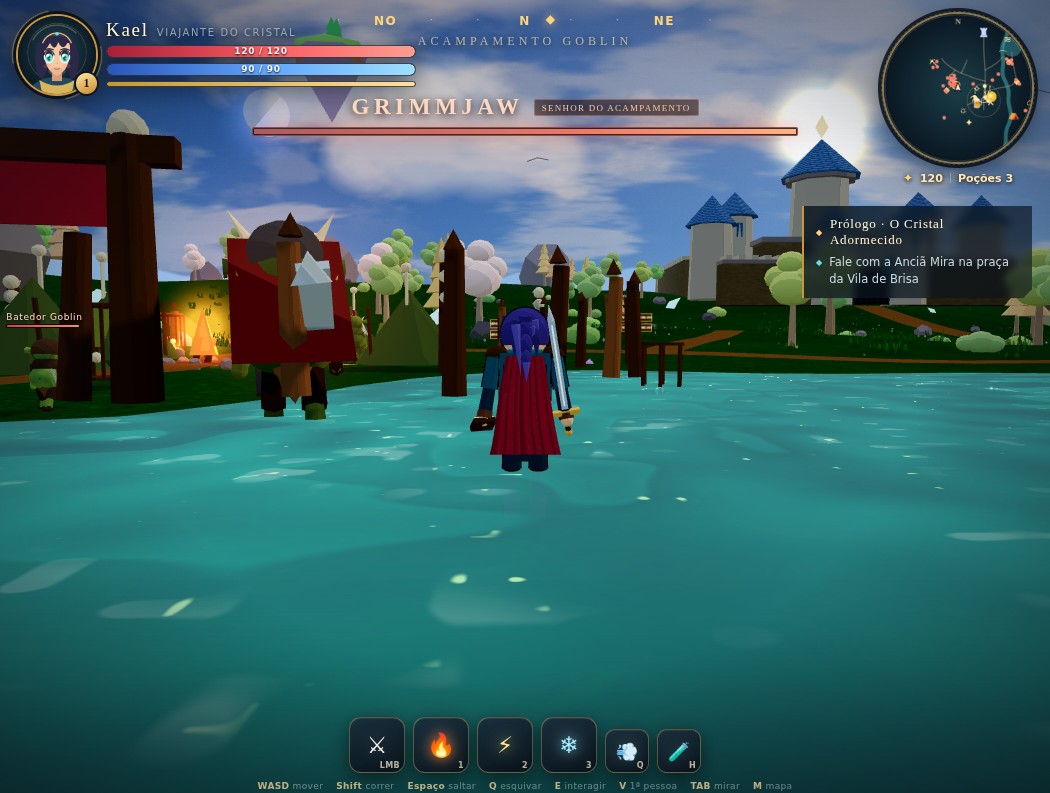 NO N NE
Kael VIAJANTE DO CRISTAL
120 / 120
90 / 90
1
ACAMPAMENTO GOBLIN
GRIMMJAW SENHOR DO ACAMPAMENTO
N
120 | Poções 3
Prólogo · O Cristal
Adormecido
Fale com a Anciã Mira na praça
da Vila de Brisa
Batedor Goblin
LMB 1 2 3 Q H
WASD mover Shift correr Espaço saltar Q esquivar E interagir V 1ª pessoa TAB mirar M mapa